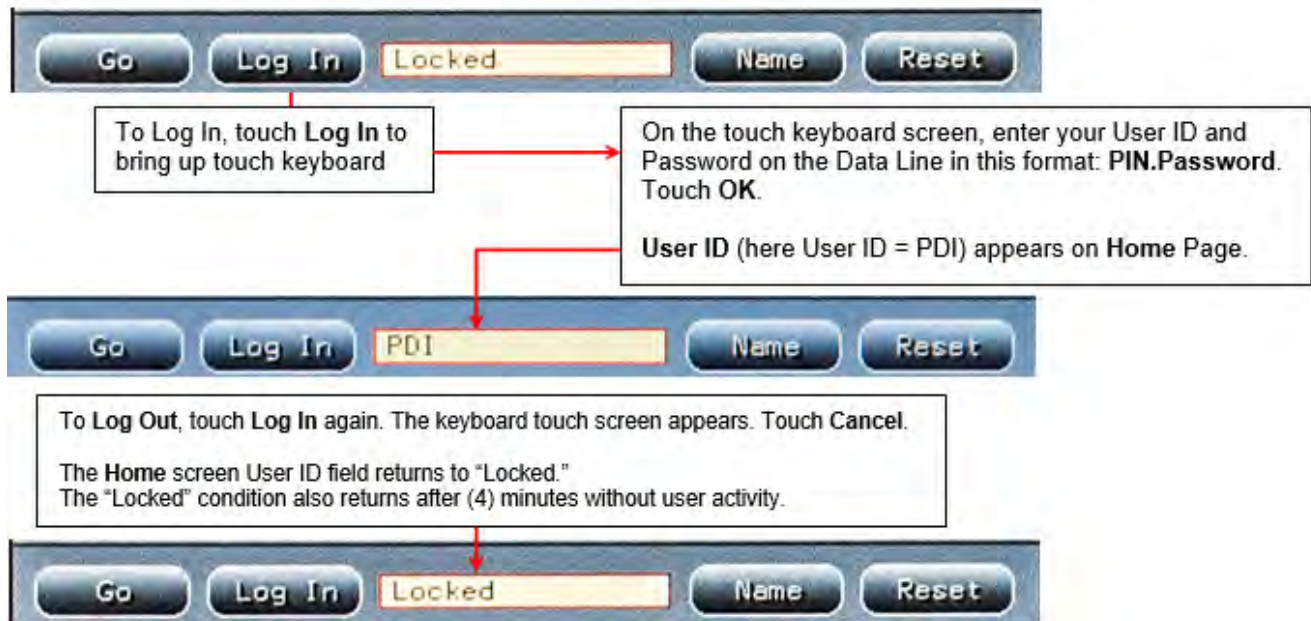 Go Log In Locked Name Reset
To Log In, touch Log In to
bring up touch keyboard
On the touch keyboard screen, enter your User ID and
Password on the Data Line in this format: PIN.Password.
Touch OK.
User ID (here User ID = PDI) appears on Home Page.
Go Log In PDI Name Reset
To Log Out, touch Log In again. The keyboard touch screen appears. Touch Cancel.
The Home screen User ID field returns to “Locked.”
The “Locked” condition also returns after (4) minutes without user activity.
Go Log In Locked Name Reset